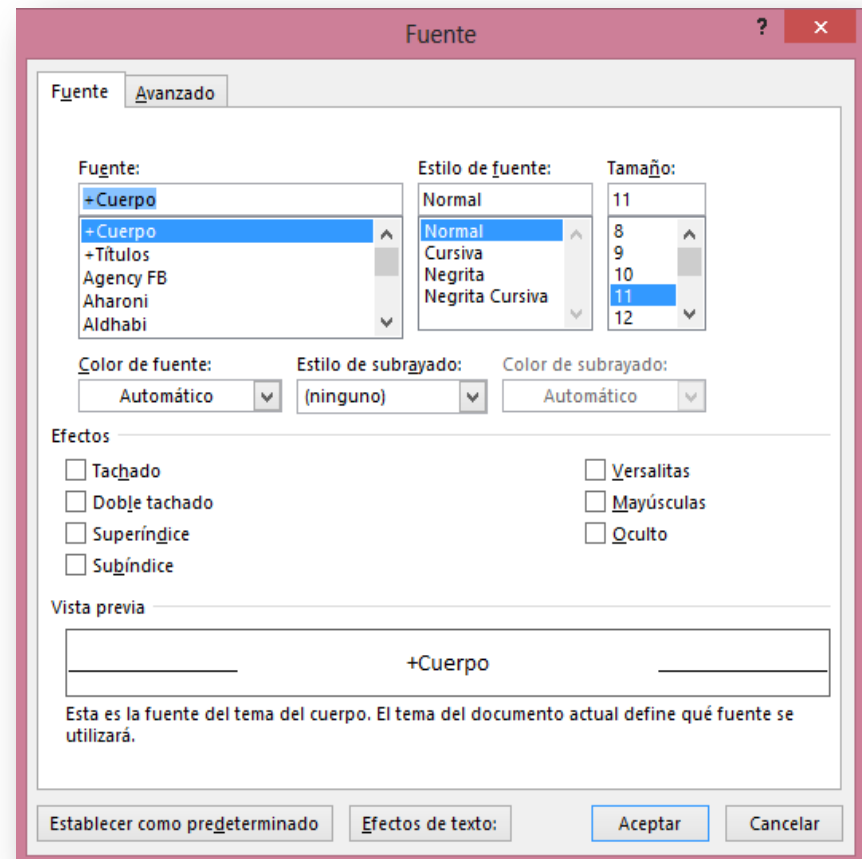 Fuente
?
Fuente Avanzado
Fuente: Estilo de fuente: Tamaño:
+Cuerpo Normal 11
+Cuerpo Normal 8
+Títulos Cursiva 9
Agency FB Negrita 10
Aharoni Negrita Cursiva 11
Aldhabi 12
Color de fuente: Estilo de subrayado: Color de subrayado:
Automático (ninguno) Automático
Efectos
Tachado Versalitas
Doble tachado Mayúsculas
Superíndice Oculto
Subíndice
Vista previa
+Cuerpo
Esta es la fuente del tema del cuerpo. El tema del documento actual define qué fuente se
utilizará.
Establecer como predeterminado Efectos de texto: Aceptar Cancelar